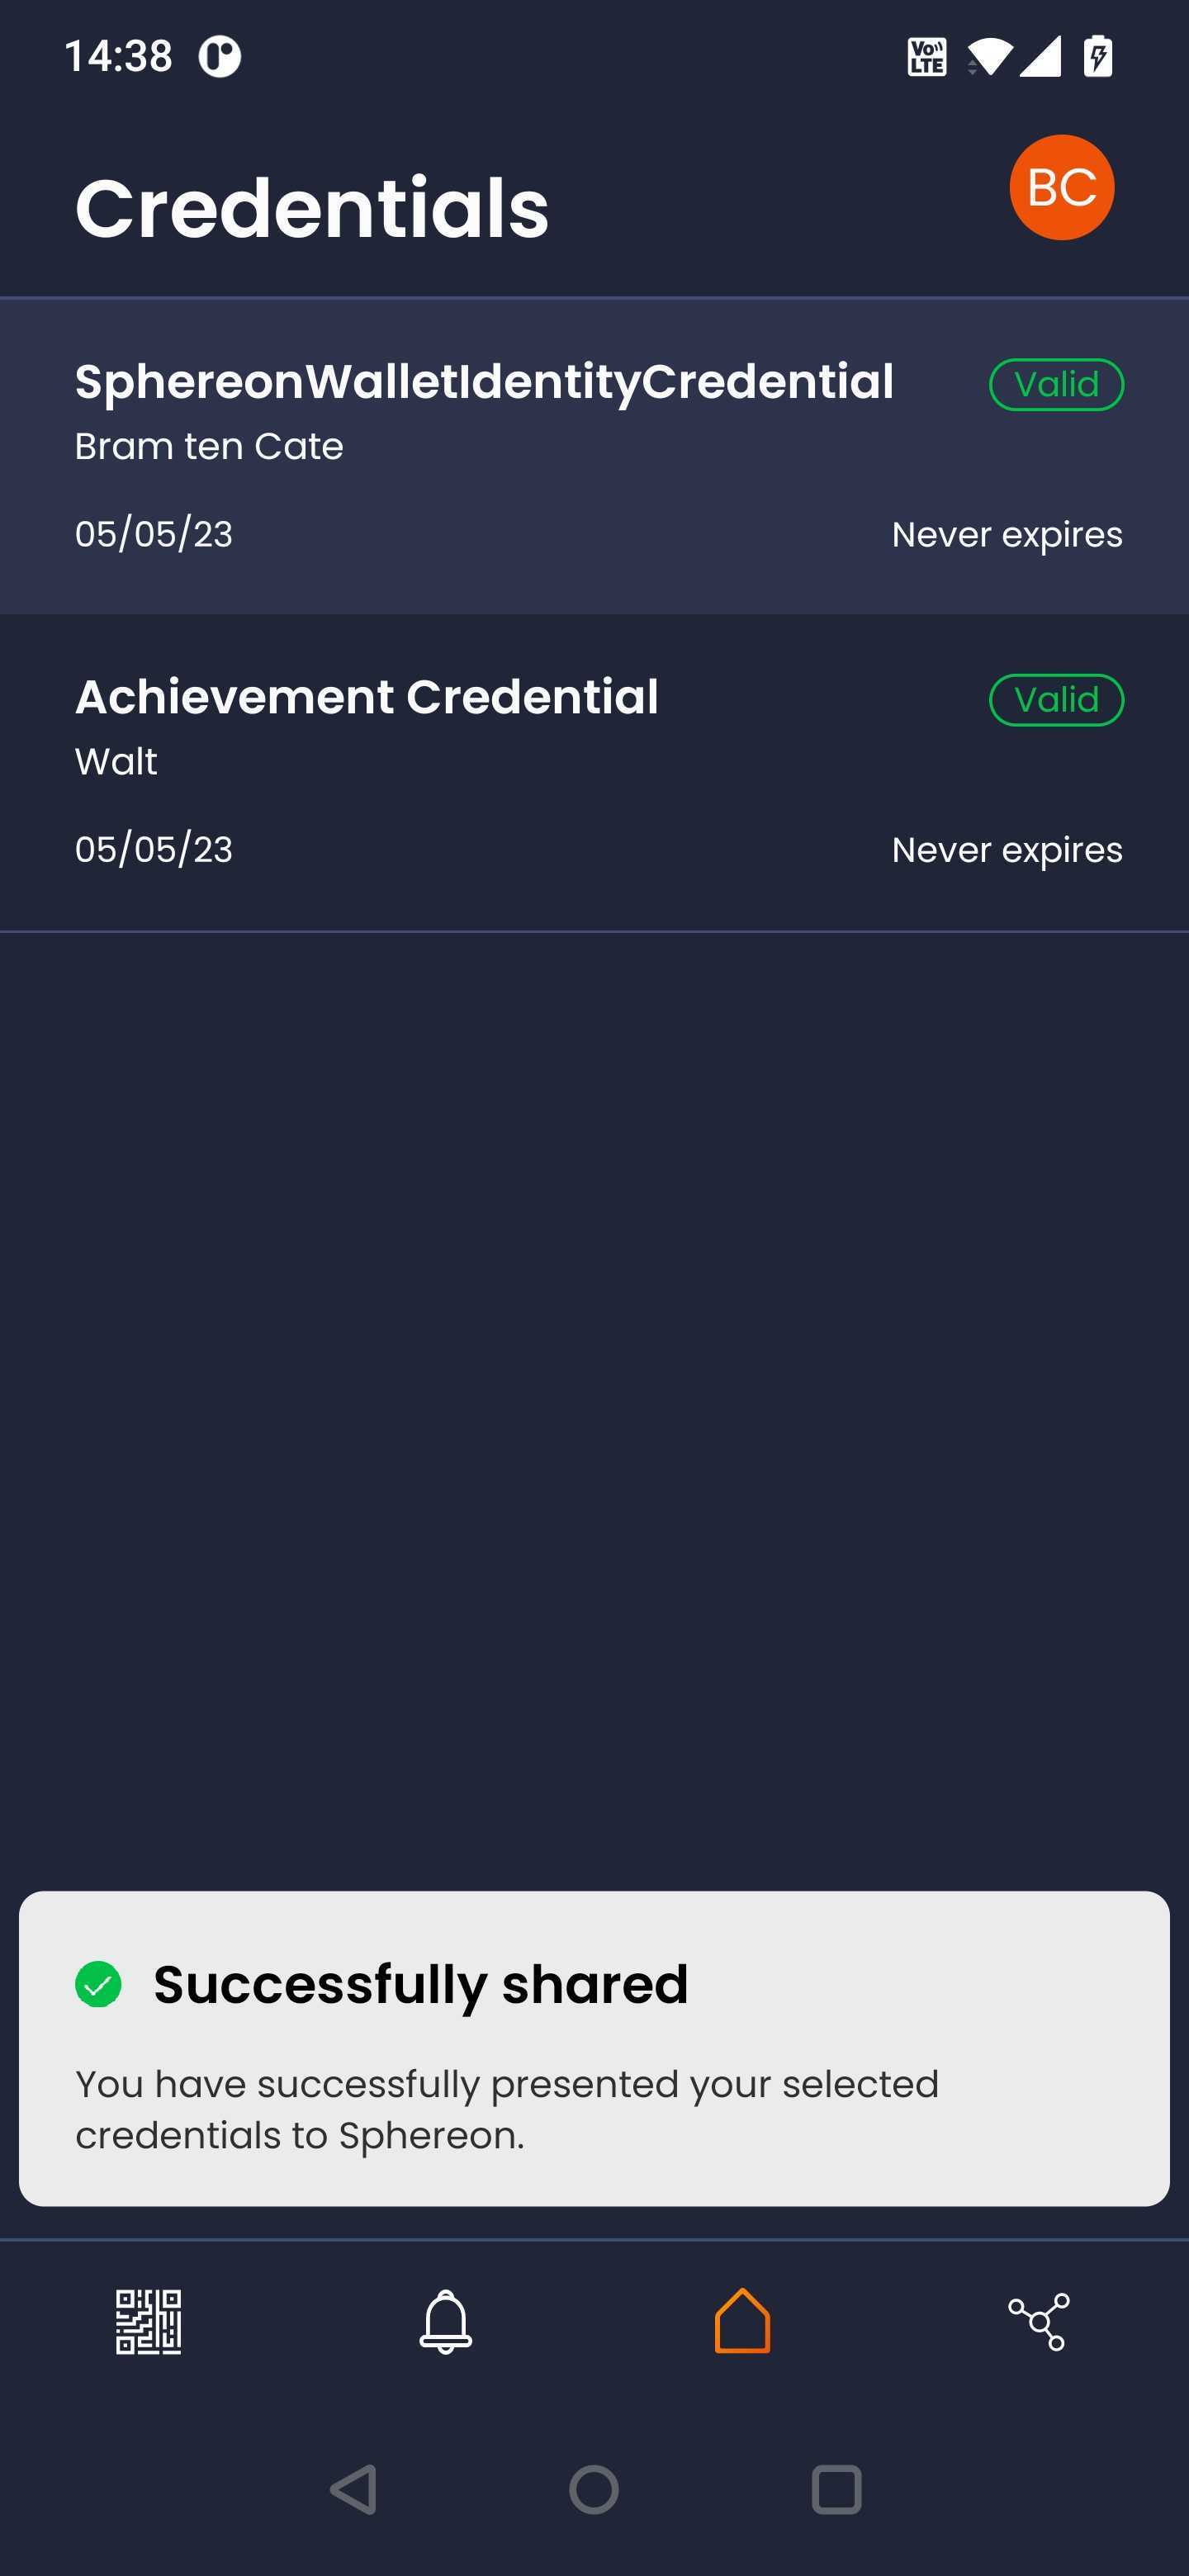 14:38
Vo LTE
Credentials
BC
SphereonWalletIdentityCredential
Valid
Bram ten Cate
05/05/23
Never expires
Achievement Credential
Valid
Walt
05/05/23
Never expires
Successfully shared
You have successfully presented your selected
credentials to Sphereon.